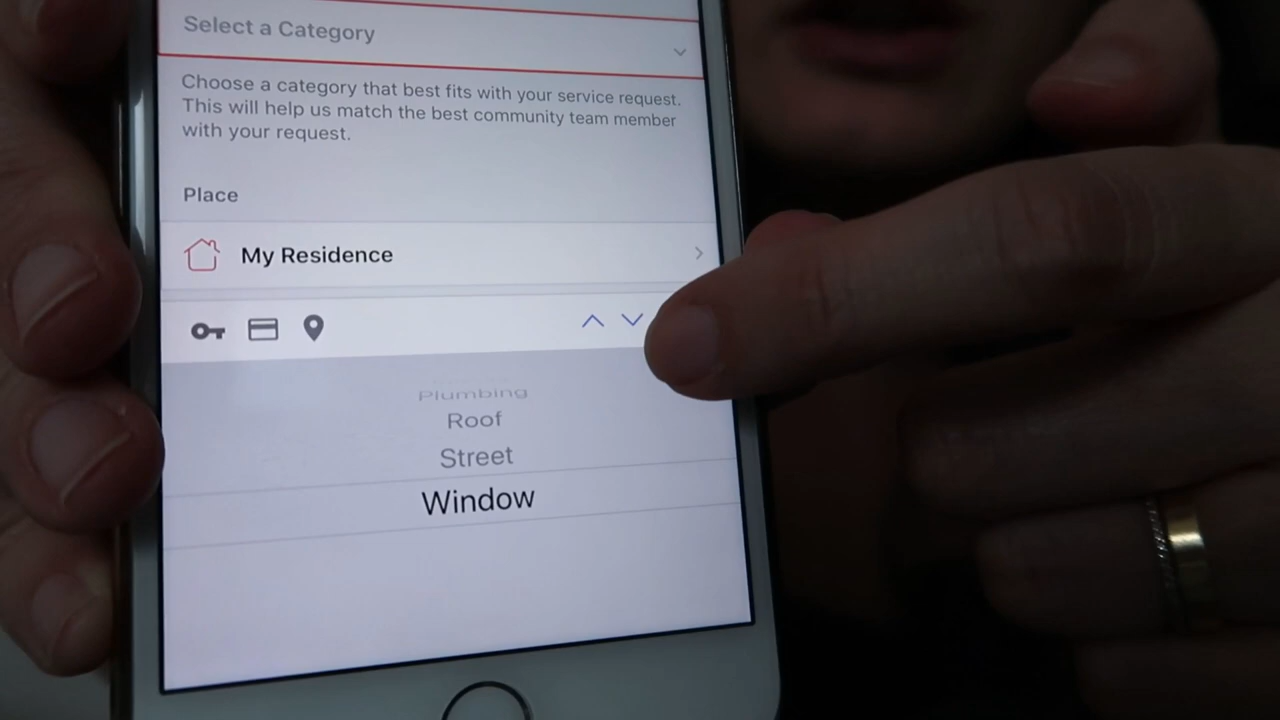 Select a Category
Choose a category that best fits with your service request.
This will help us match the best community team member
with your request.
Place
My Residence
Plumbing
Roof
Street
Window